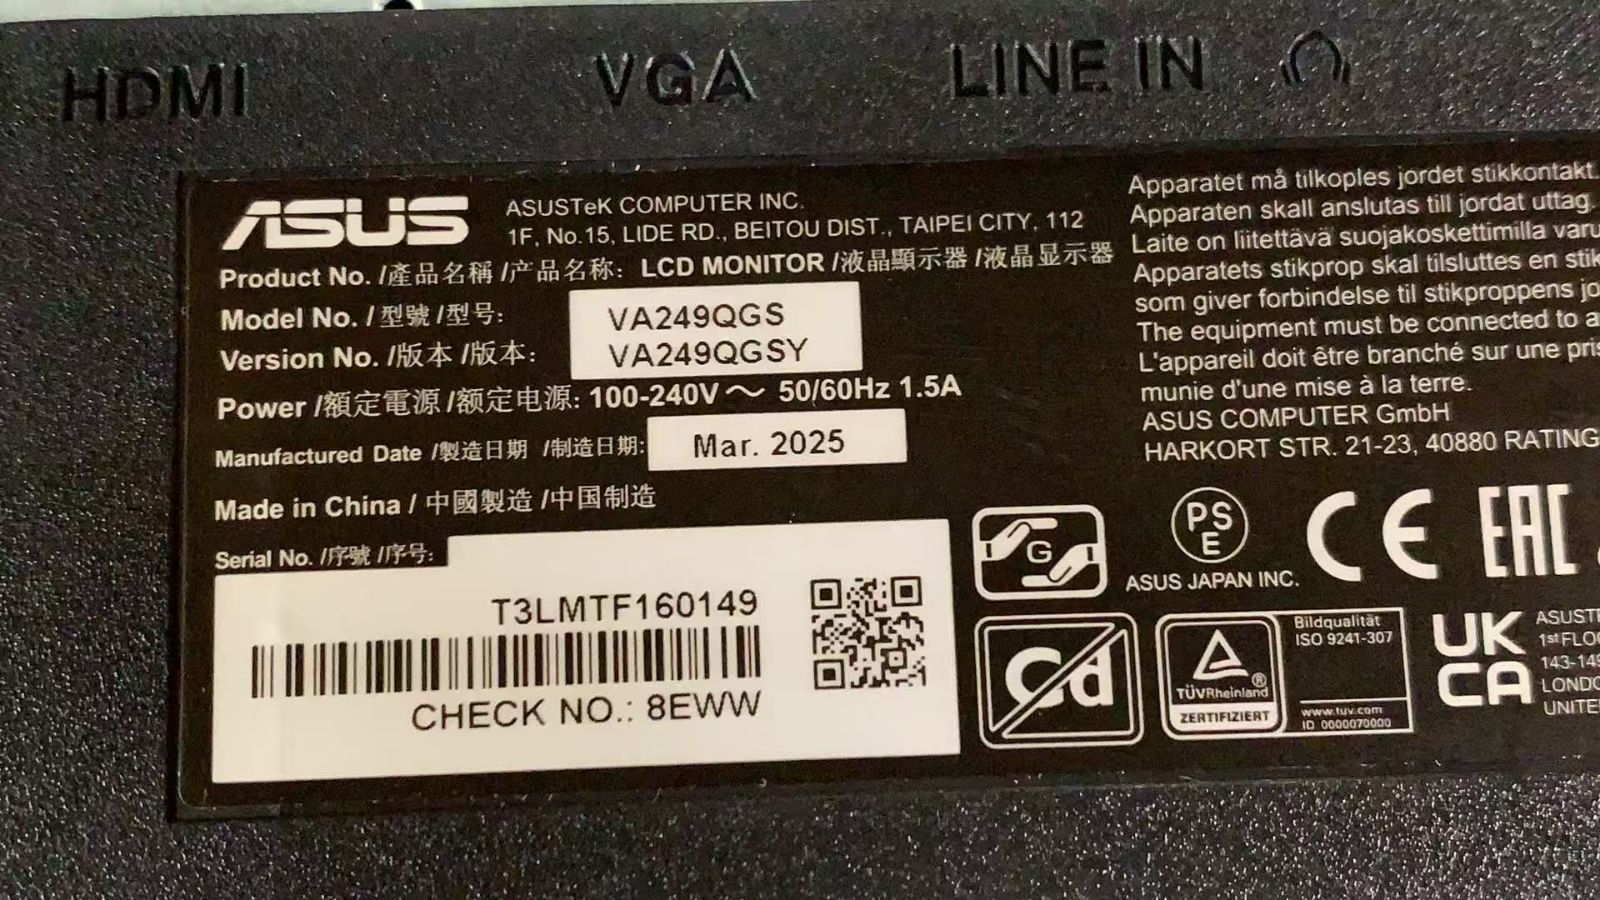 HDMI
VGA
LINE IN
ASUS
ASUSTeK COMPUTER INC.
1F, No.15, LIDE RD., BEITOU DIST., TAIPEI CITY, 112
Product No. /產品名稱 /产品名称: LCD MONITOR /液晶顯示器 /液晶显示器
Model No. / 型號 /型号: VA249QGS
Version No. /版本 /版本: VA249QGSY
Power /額定電源 /额定电源: 100-240V～ 50/60Hz 1.5A
Manufactured Date /製造日期 /制造日期: Mar. 2025
Made in China / 中國製造 /中国制造
Serial No. /序號 /序号:
T3LMTF160149
CHECK NO.: 8EWW
Apparatet må tilkoples jordet stikkontakt.
Apparaten skall anslutas till jordat uttag.
Laite on liitettävä suojakoskettimilla
Apparatets stikprop skal tilsluttes en
som giver forbindelse til stikproppens
The equipment must be connected to a
L'appareil doit être branché sur une
munie d'une mise à la terre.
ASUS COMPUTER GmbH
HARKORT STR. 21-23, 40880 RATING
G
PS
E
ASUS JAPAN INC.
CE
EAC
Cd
TÜVRheinland®
ZERTIFIZIERT
Bildqualität
ISO 9241-307
www.tuv.com
ID 0000070000
UK
CA
ASUSTE
1st FLOO
143-149
LONDO
UNITE